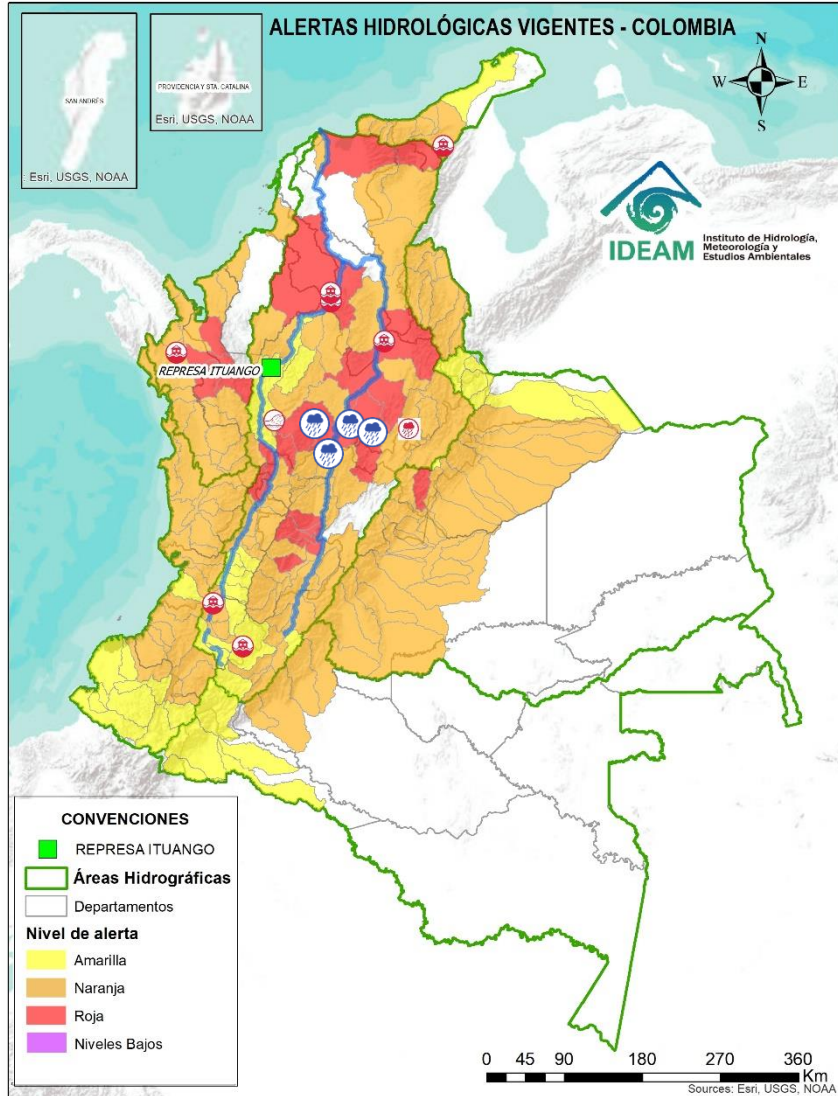 ALERTAS HIDROLÓGICAS VIGENTES - COLOMBIA
SAN ANDRÉS
: Esri, USGS, NOAA
PROVIDENCIA Y STA. CATALINA
Esri, USGS, NOAA
N
W
E
S
IDEAM
Instituto de Hidrología,
Meteorología y
Estudios Ambientales
REPRESA ITUANGO
CONVENCIONES
REPRESA ITUANGO
Áreas Hidrográficas
Departamentos
Nivel de alerta
Amarilla
Naranja
Roja
Niveles Bajos
0 45 90 180 270 360
Km
Sources: Esri, USGS, NOAA